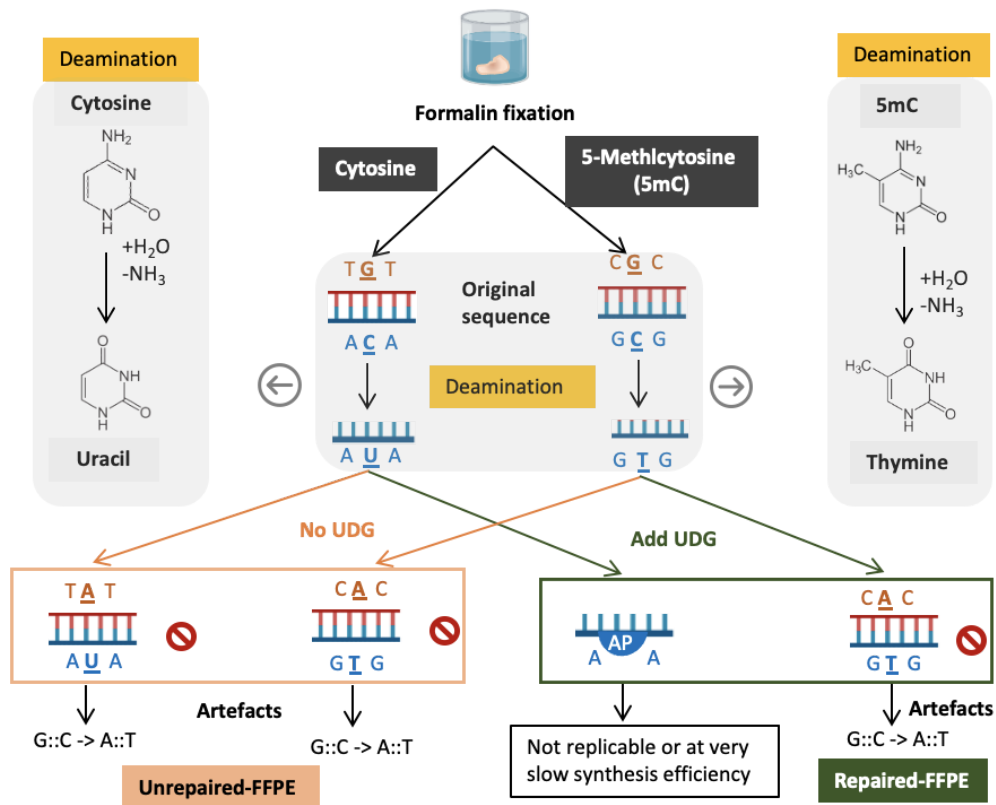 Deamination
Cytosine
NH₂
N
N
H
O
+H₂O
-NH₃
O
NH
N
H
O
Uracil
Formalin fixation
Cytosine
5-Methlcytosine
(5mC)
T G T
A C A
Original
sequence
C G C
G C G
Deamination
A U A
G T G
Deamination
5mC
NH₂
H₃C
N
N
H
O
+H₂O
-NH₃
O
H₃C
NH
N
H
O
Thymine
No UDG
Add UDG
T A T
A U A
C A C
G T G
AP
A A
C A C
G T G
Artefacts
G::C -> A::T
G::C -> A::T
Unrepaired-FFPE
Not replicable or at very
slow synthesis efficiency
Artefacts
G::C -> A::T
Repaired-FFPE